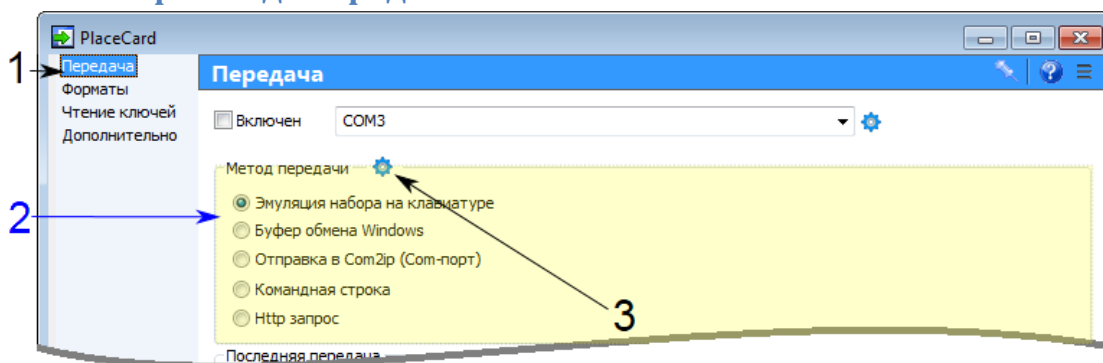 PlaceCard
1
Передача
Форматы
Чтение ключей
Дополнительно
Передача
Включен
COM3
Метод передачи
2
Эмуляция набора на клавиатуре
Буфер обмена Windows
Отправка в Com2ip (Com-порт)
Командная строка
Http запрос
3
Последняя передача